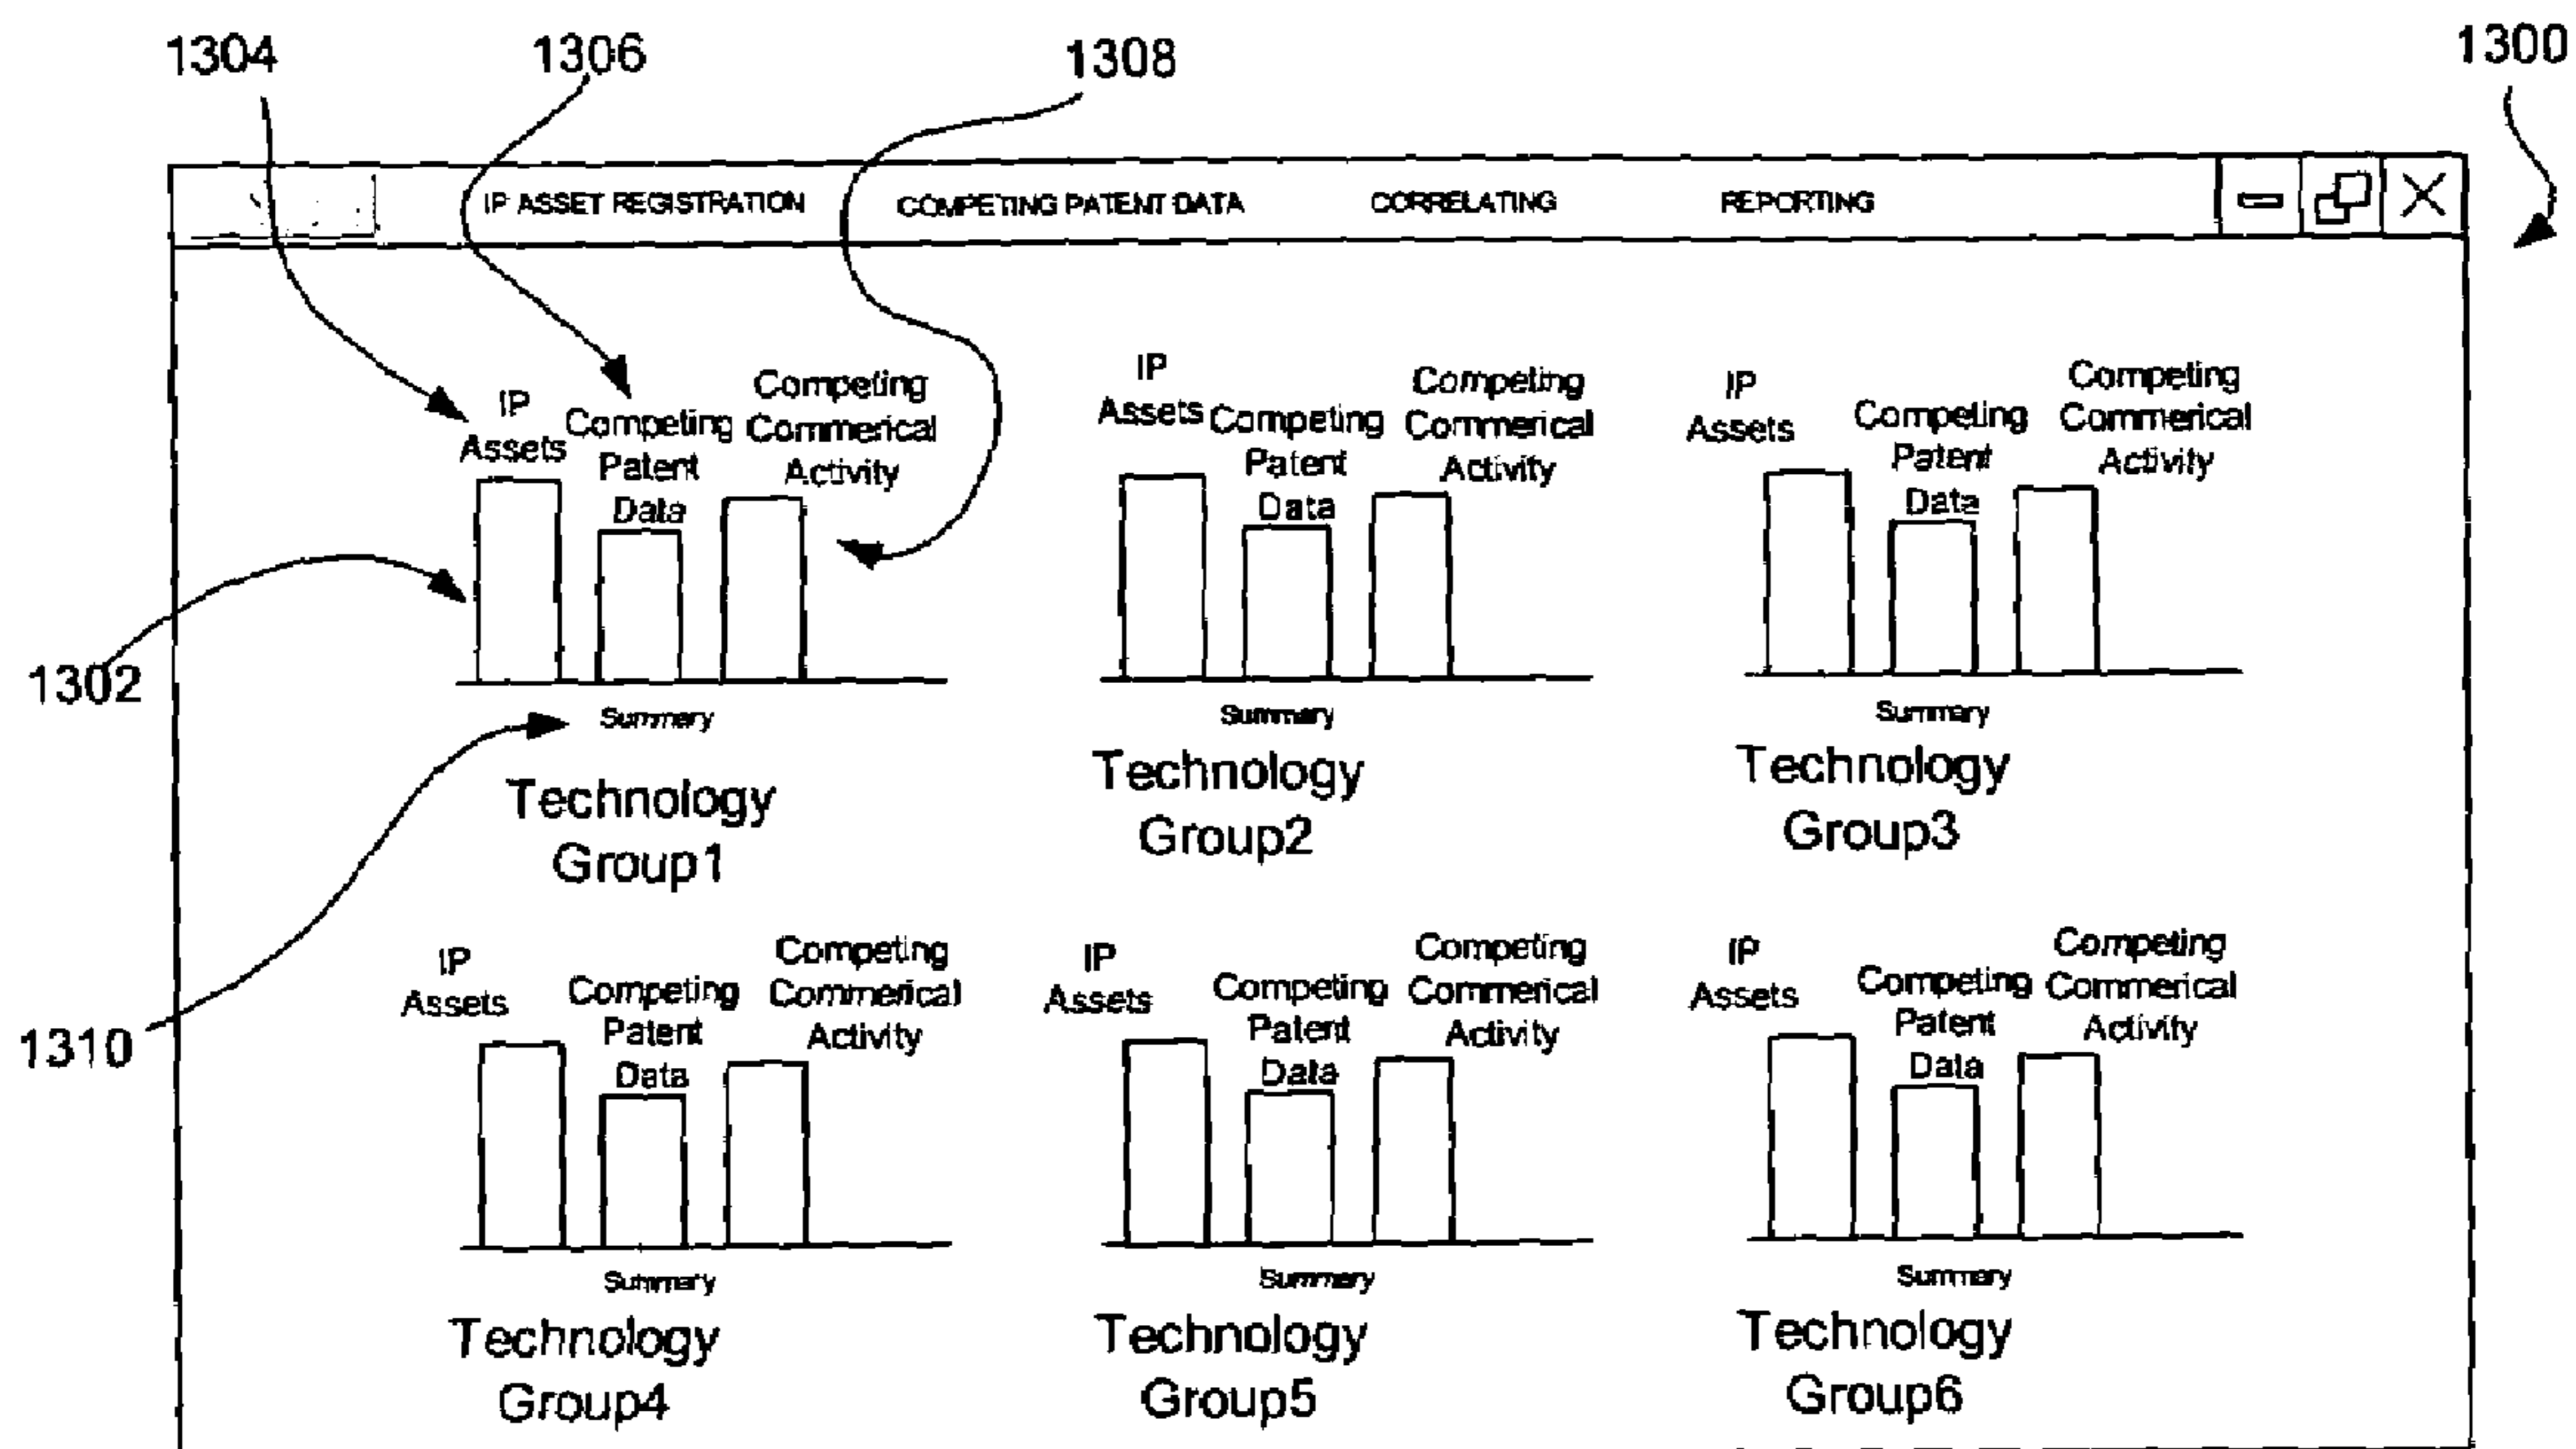 1304 1306 1308 1300
IP ASSET REGISTRATION COMPETING PATENT DATA CORRELATING REPORTING
IP
Assets
Competing
Patent
Data
Competing
Commerical
Activity
IP
Assets
Competing
Patent
Data
Competing
Commerical
Activity
IP
Assets
Competing
Patent
Data
Competing
Commerical
Activity
1302
Summary
Summary
Summary
Technology
Group1
Technology
Group2
Technology
Group3
IP
Assets
Competing
Patent
Data
Competing
Commerical
Activity
IP
Assets
Competing
Patent
Data
Competing
Commerical
Activity
IP
Assets
Competing
Patent
Data
Competing
Commerical
Activity
1310
Summary
Summary
Summary
Technology
Group4
Technology
Group5
Technology
Group6